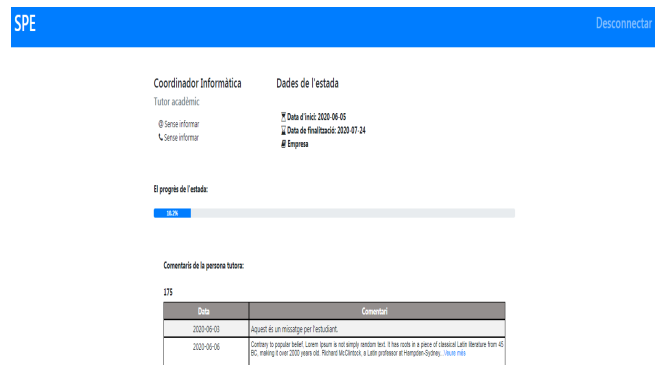 SPE Desconnectar
Coordinador Informàtica Dades de l'estada
Tutor acadèmic
Sense informar
Sense informar
Data d'inici: 2020-06-05
Data de finalització: 2020-07-24
Empresa
El progrès de l'estada:
16.2%
Comentaris de la persona tutora:
175
Data Comentari
2020-06-03 Aquest és un missatge per l'estudiant.
2020-06-06 Contrary to popular belief, Lorem Ipsum is not simply random text. It has roots in a piece of classical Latin literature from 45
BC, making it over 2000 years old. Richard McClintock, a Latin professor at Hampden-Sydney...Veure més